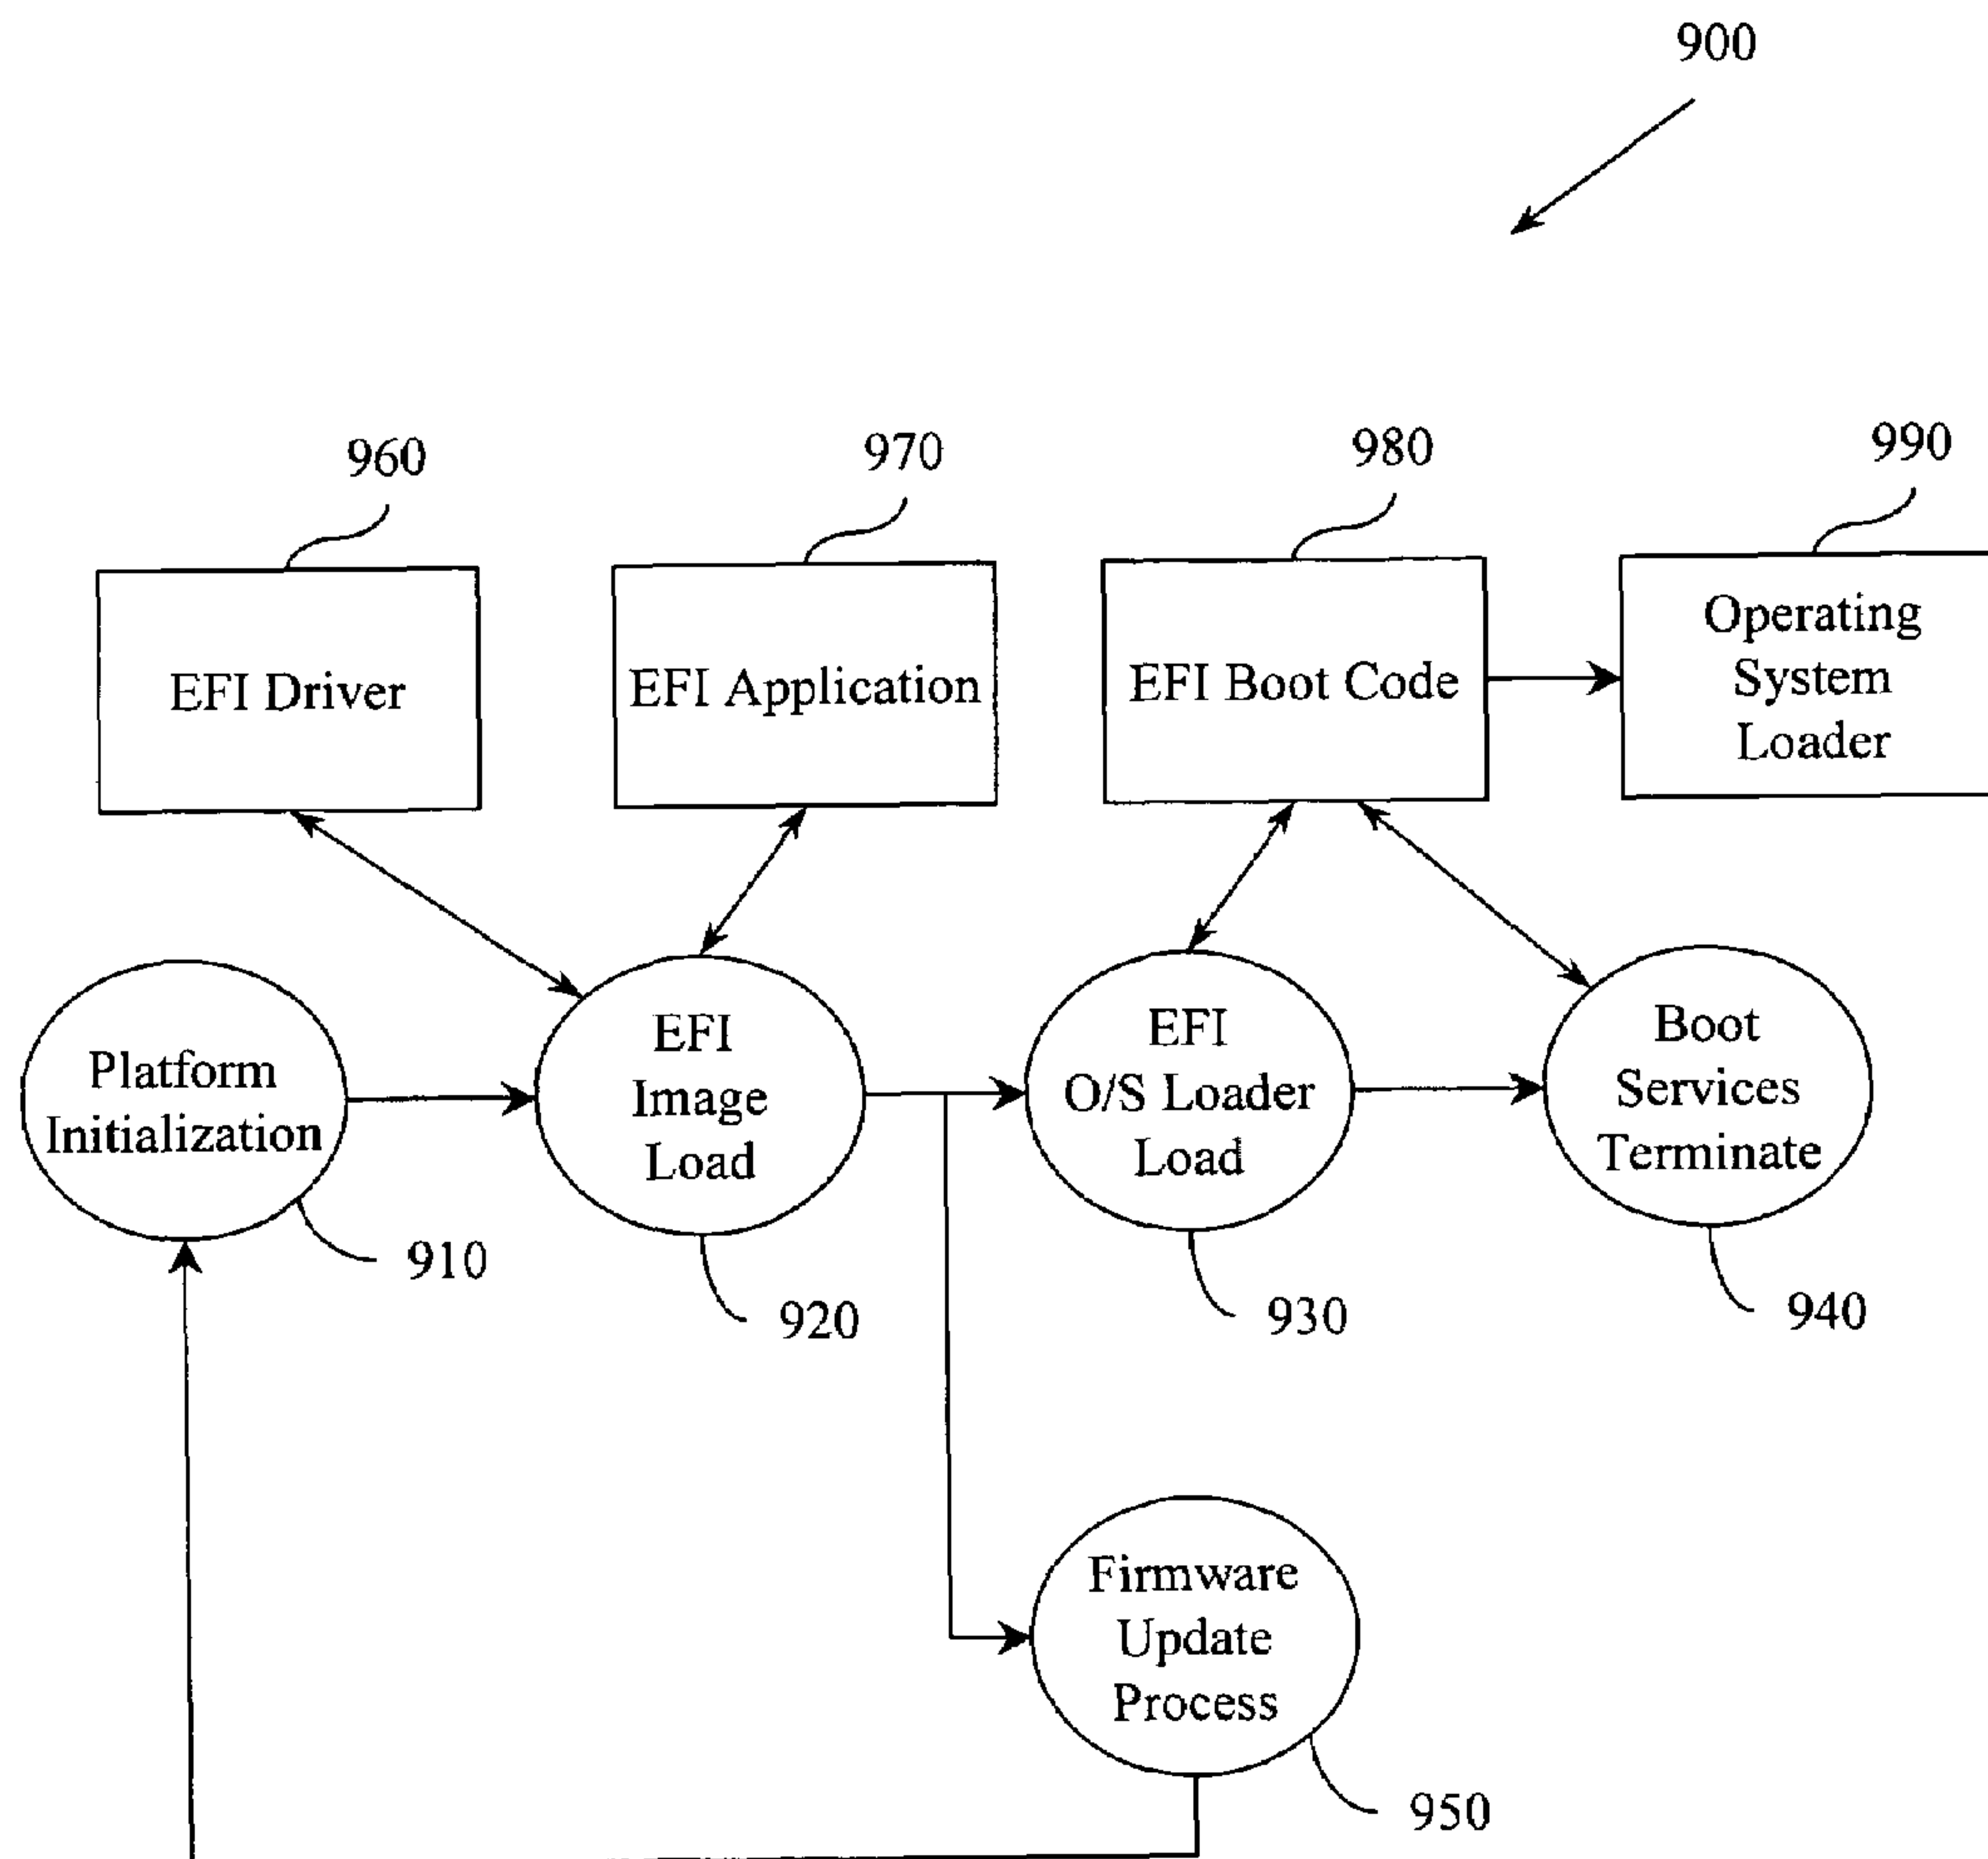 900
960
970
980
990
EFI Driver
EFI Application
EFI Boot Code
Operating
System
Loader
Platform
Initialization
EFI
Image
Load
EFI
O/S Loader
Load
Boot
Services
Terminate
910
920
930
940
Firmware
Update
Process
950